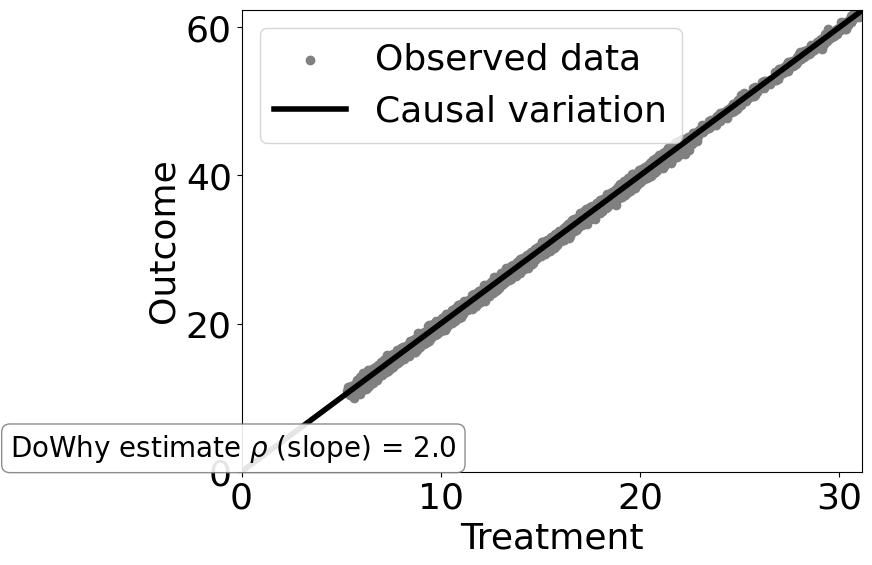 60
Observed data
Causal variation
40
Outcome
20
DoWhy estimate ρ (slope) = 2.0
0
0 10 20 30
Treatment